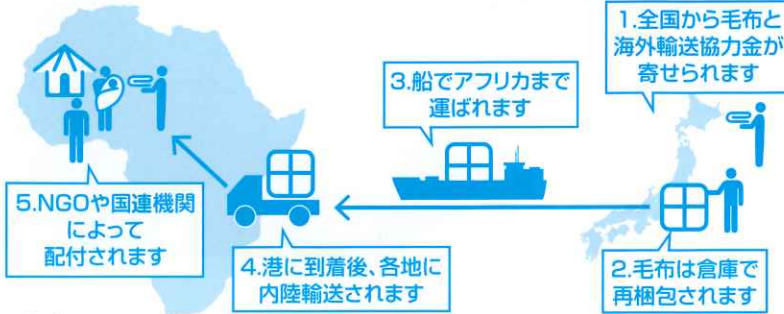 1.全国から毛布と
海外輸送協力金が
寄せられます
2.毛布は倉庫で
再梱包されます
3.船でアフリカまで
運ばれます
4.港に到着後、各地に
内陸輸送されます
5.NGOや国連機関
によって
配付されます